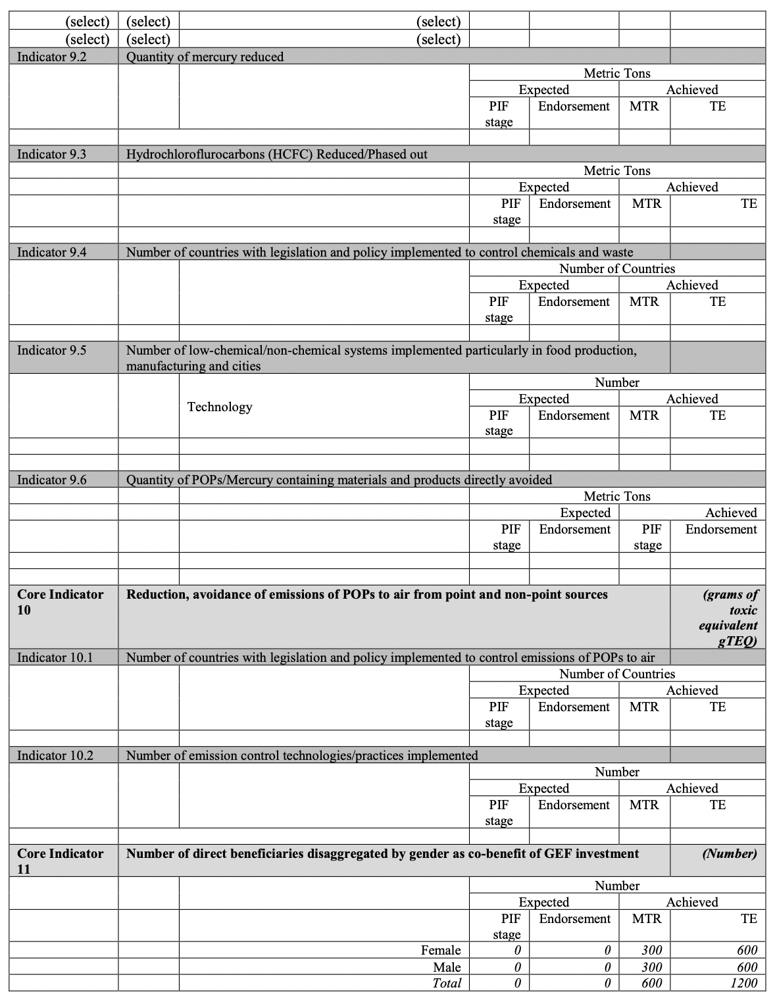 (select) (select) (select)
(select) (select) (select)
Indicator 9.2 Quantity of mercury reduced
Metric Tons
Expected Achieved
PIF Endorsement MTR TE
stage
Indicator 9.3 Hydrochloroflurocarbons (HCFC) Reduced/Phased out
Metric Tons
Expected Achieved
PIF Endorsement MTR TE
stage
Indicator 9.4 Number of countries with legislation and policy implemented to control chemicals and waste
Number of Countries
Expected Achieved
PIF Endorsement MTR TE
stage
Indicator 9.5 Number of low-chemical/non-chemical systems implemented particularly in food production,
manufacturing and cities
Number
Expected Achieved
Technology
PIF Endorsement MTR TE
stage
Indicator 9.6 Quantity of POPs/Mercury containing materials and products directly avoided
Metric Tons
Expected Achieved
PIF Endorsement PIF Endorsement
stage stage
Core Indicator Reduction, avoidance of emissions of POPs to air from point and non-point sources (grams of
10 toxic
equivalent
gTEQ)
Indicator 10.1 Number of countries with legislation and policy implemented to control emissions of POPs to air
Number of Countries
Expected Achieved
PIF Endorsement MTR TE
stage
Indicator 10.2 Number of emission control technologies/practices implemented
Number
Expected Achieved
PIF Endorsement MTR TE
stage
Core Indicator Number of direct beneficiaries disaggregated by gender as co-benefit of GEF investment (Number)
11
Number
Expected Achieved
PIF Endorsement MTR TE
stage
Female 0 0 300 600
Male 0 0 300 600
Total 0 0 600 1200